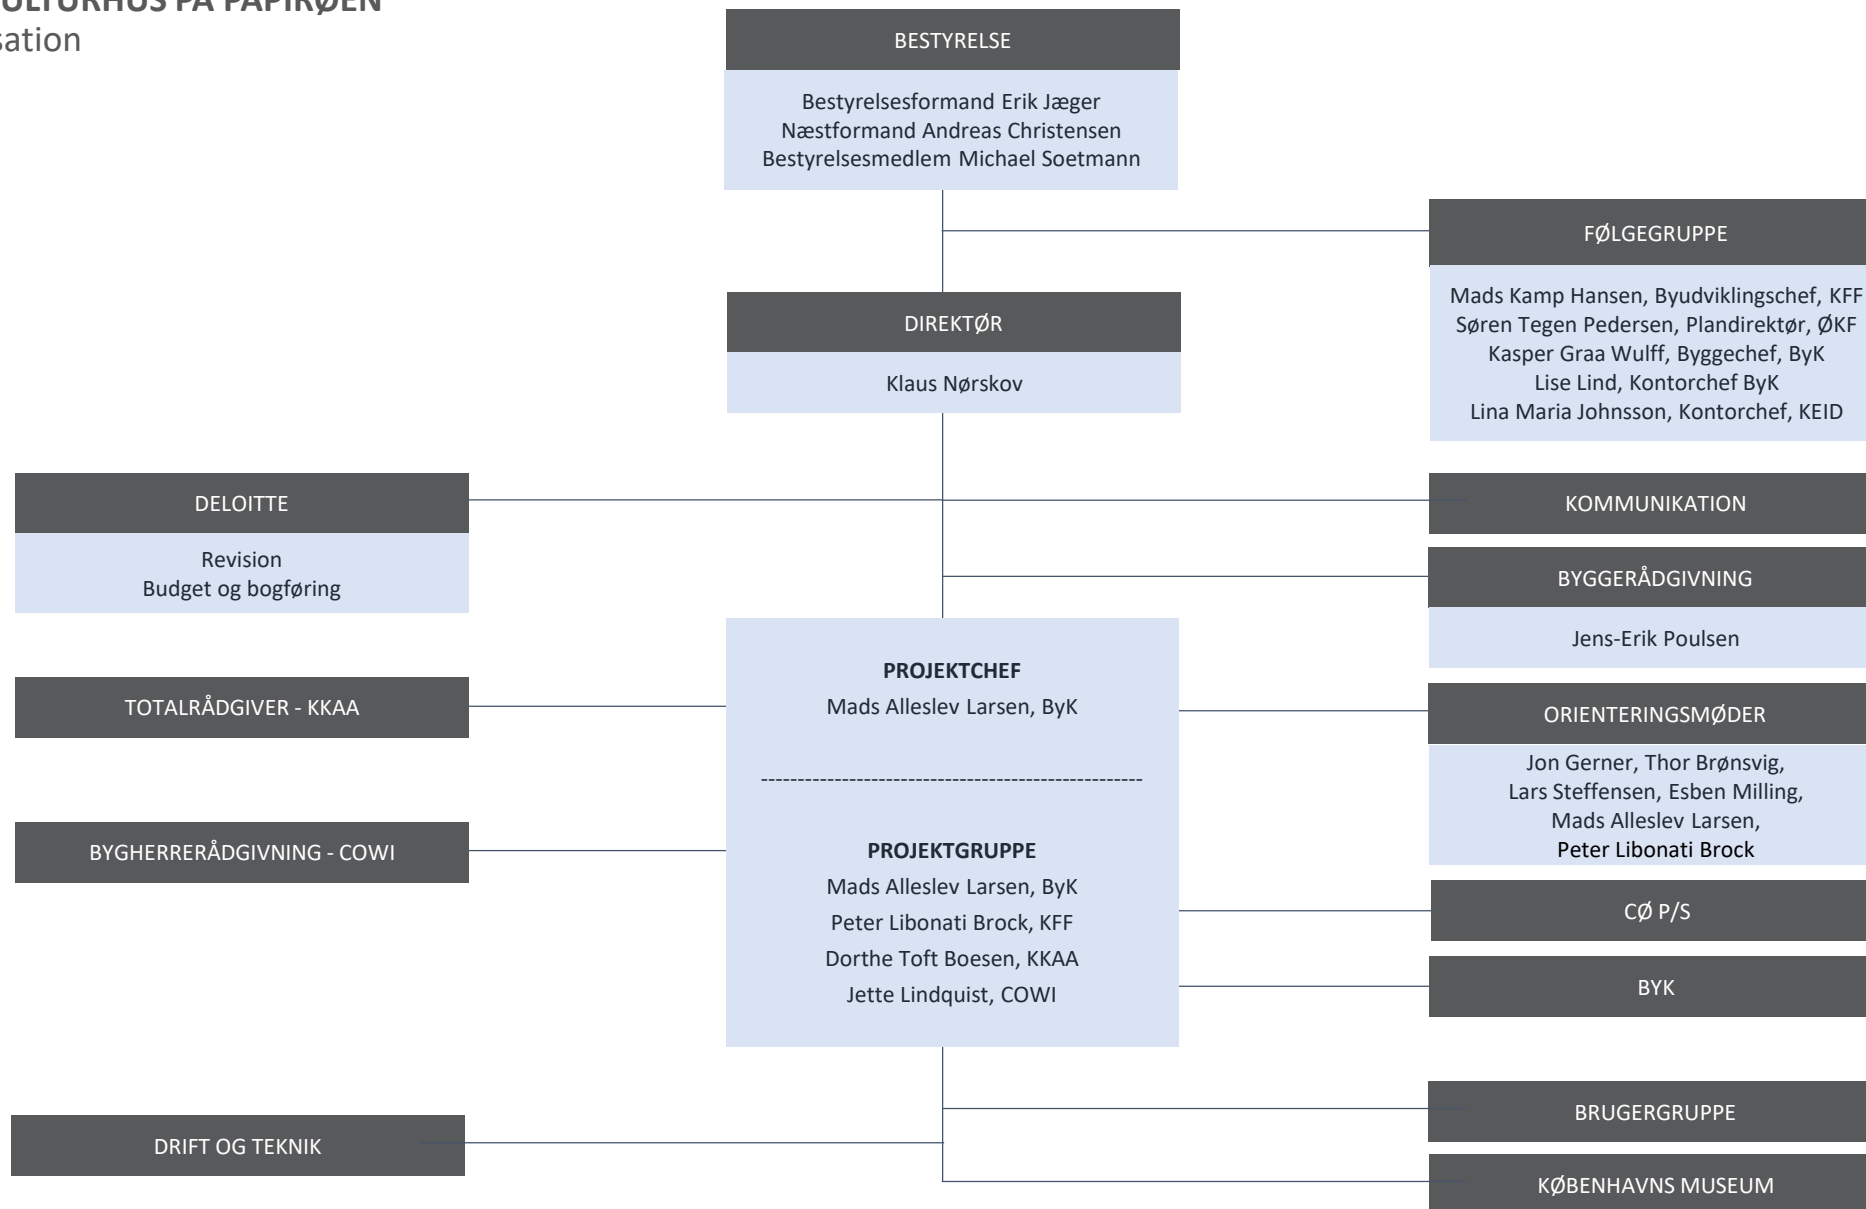 KULTURHUS PÅ PAPIRØEN
sation
BESTYRELSE
Bestyrelsesformand Erik Jæger
Næstformand Andreas Christensen
Bestyrelsesmedlem Michael Soetmann
FØLGEGRUPPE
Mads Kamp Hansen, Byudviklingschef, KFF
Søren Tegen Pedersen, Plandirektør, ØKF
Kasper Graa Wulff, Byggechef, ByK
Lise Lind, Kontorchef ByK
Lina Maria Johnsson, Kontorchef, KEID
DIREKTØR
Klaus Nørskov
DELOITTE
Revision
Budget og bogføring
KOMMUNIKATION
BYGGERÅDGIVNING
Jens-Erik Poulsen
TOTALRÅDGIVER - KKAA
PROJEKTCHEF
Mads Alleslev Larsen, ByK
----------------------------------------------------
ORIENTERINGSMØDER
Jon Gerner, Thor Brønsvig,
Lars Steffensen, Esben Milling,
Mads Alleslev Larsen,
Peter Libonati Brock
BYGHERRERÅDGIVNING - COWI
PROJEKTGRUPPE
Mads Alleslev Larsen, ByK
Peter Libonati Brock, KFF
Dorthe Toft Boesen, KKAA
Jette Lindquist, COWI
CØ P/S
BYK
BRUGERGRUPPE
DRIFT OG TEKNIK
KØBENHAVNS MUSEUM